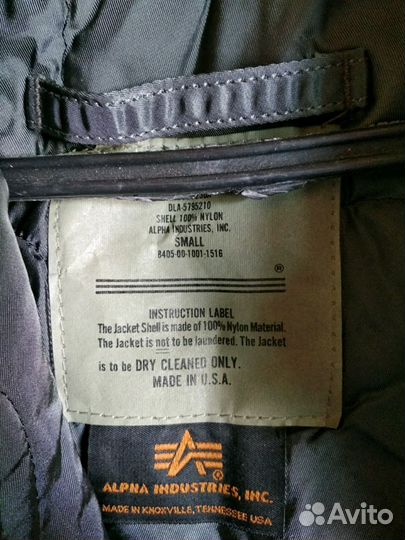 DLA-5795210
SHELL 100% NYLON
ALPHA INDUSTRIES, INC.
SMALL
8405-00-1001-1516
®
INSTRUCTION LABEL
The Jacket Shell is made of 100% Nylon Material.
The Jacket is not to be laundered. The Jacket
is to be DRY CLEANED ONLY.
MADE IN U.S.A.
®
ALPHA INDUSTRIES, INC.
MADE IN KNOXVILLE, TENNESSEE USA
Avito